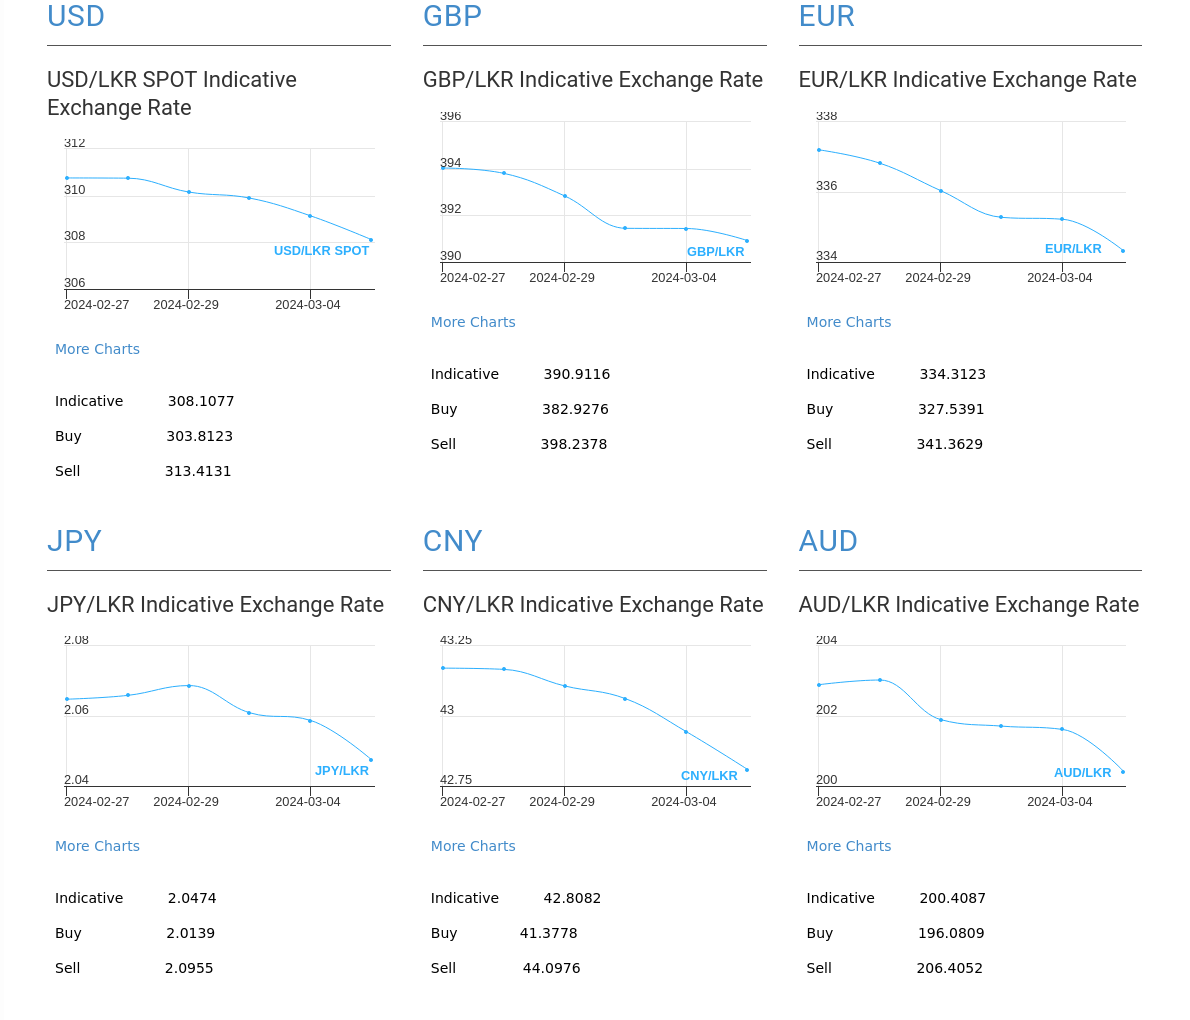 USD
USD/LKR SPOT Indicative
Exchange Rate
312
310
308
306
USD/LKR SPOT
2024-02-27 2024-02-29 2024-03-04
More Charts
Indicative 308.1077
Buy 303.8123
Sell 313.4131
GBP
GBP/LKR Indicative Exchange Rate
396
394
392
390
GBP/LKR
2024-02-27 2024-02-29 2024-03-04
More Charts
Indicative 390.9116
Buy 382.9276
Sell 398.2378
EUR
EUR/LKR Indicative Exchange Rate
338
336
334
EUR/LKR
2024-02-27 2024-02-29 2024-03-04
More Charts
Indicative 334.3123
Buy 327.5391
Sell 341.3629
JPY
JPY/LKR Indicative Exchange Rate
2.08
2.06
2.04
JPY/LKR
2024-02-27 2024-02-29 2024-03-04
More Charts
Indicative 2.0474
Buy 2.0139
Sell 2.0955
CNY
CNY/LKR Indicative Exchange Rate
43.25
43
42.75
CNY/LKR
2024-02-27 2024-02-29 2024-03-04
More Charts
Indicative 42.8082
Buy 41.3778
Sell 44.0976
AUD
AUD/LKR Indicative Exchange Rate
204
202
200
AUD/LKR
2024-02-27 2024-02-29 2024-03-04
More Charts
Indicative 200.4087
Buy 196.0809
Sell 206.4052